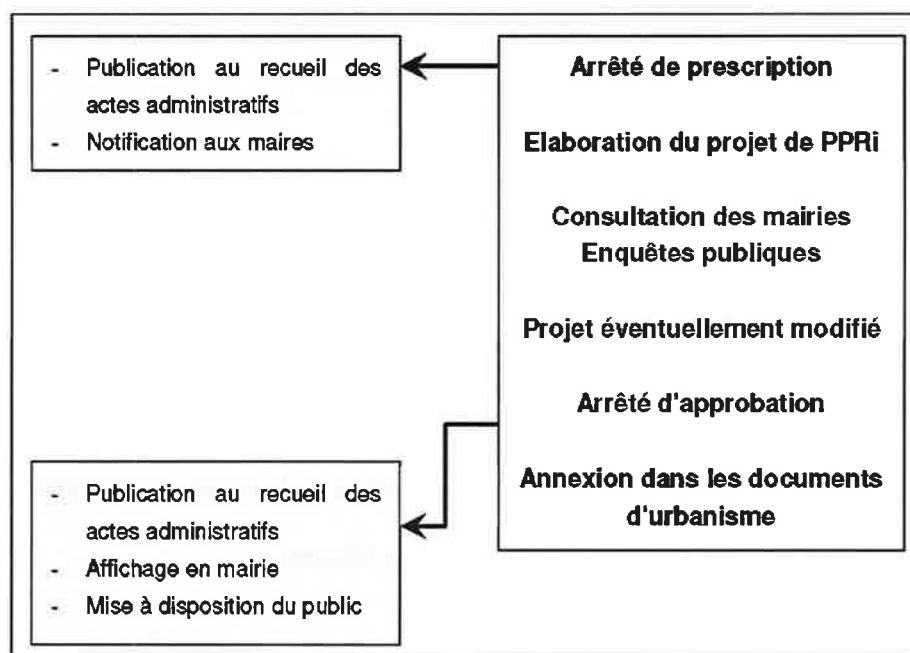 - Publication au recueil des
actes administratifs
- Notification aux maires
Arrêté de prescription
Elaboration du projet de PPRi
Consultation des mairies
Enquêtes publiques
Projet éventuellement modifié
Arrêté d'approbation
Annexion dans les documents
d'urbanisme
- Publication au recueil des
actes administratifs
- Affichage en mairie
- Mise à disposition du public